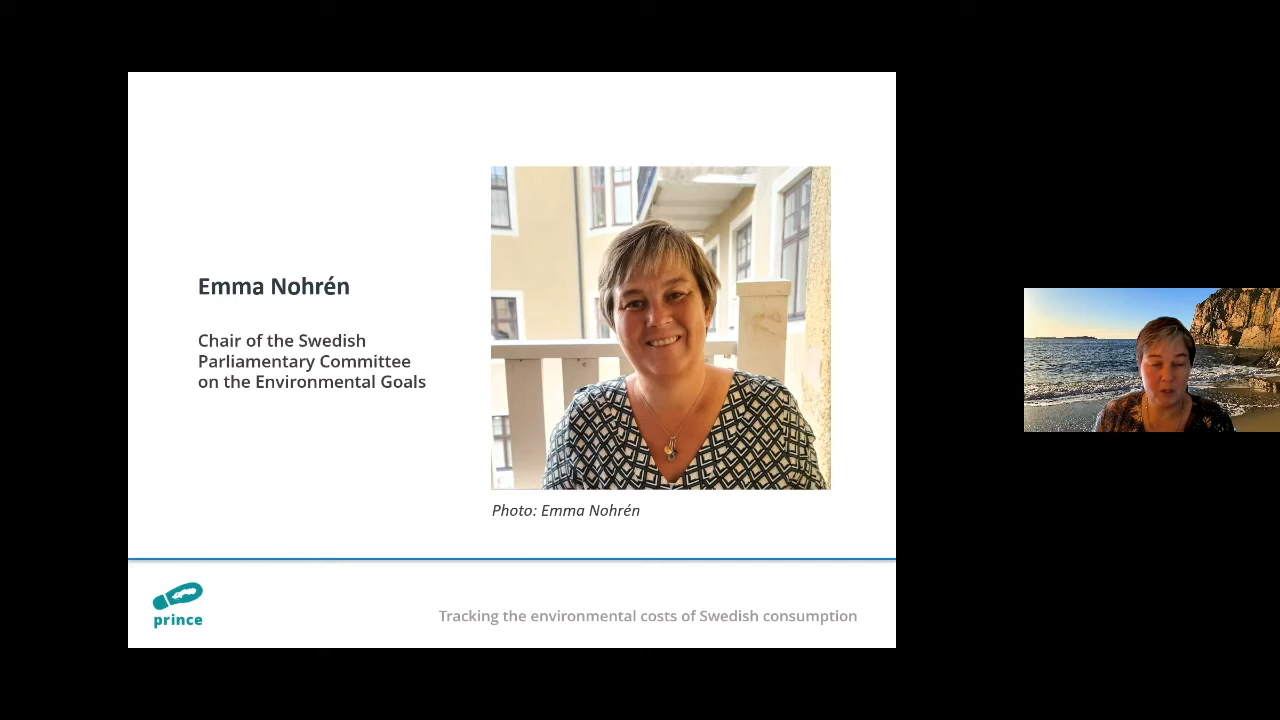 Emma Nohrén
Chair of the Swedish
Parliamentary Committee
on the Environmental Goals
Photo: Emma Nohrén
prince
Tracking the environmental costs of Swedish consumption